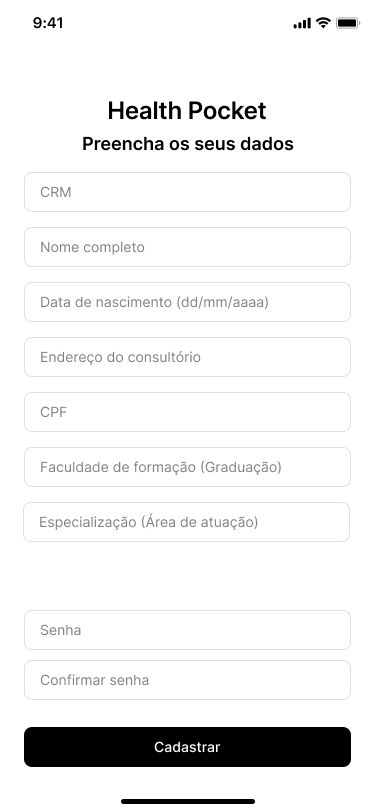 9:41
Health Pocket
Preencha os seus dados
CRM
Nome completo
Data de nascimento (dd/mm/aaaa)
Endereço do consultório
CPF
Faculdade de formação (Graduação)
Especialização (Área de atuação)
Senha
Confirmar senha
Cadastrar